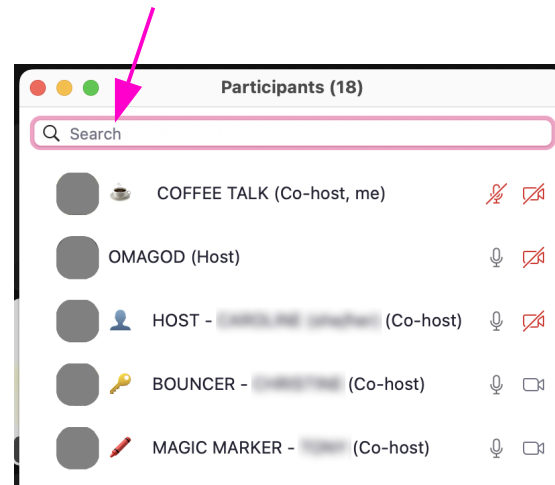 Participants (18)
Search
COFFEE TALK (Co-host, me)
OMAGOD (Host)
HOST - (Co-host)
BOUNCER - (Co-host)
MAGIC MARKER - (Co-host)